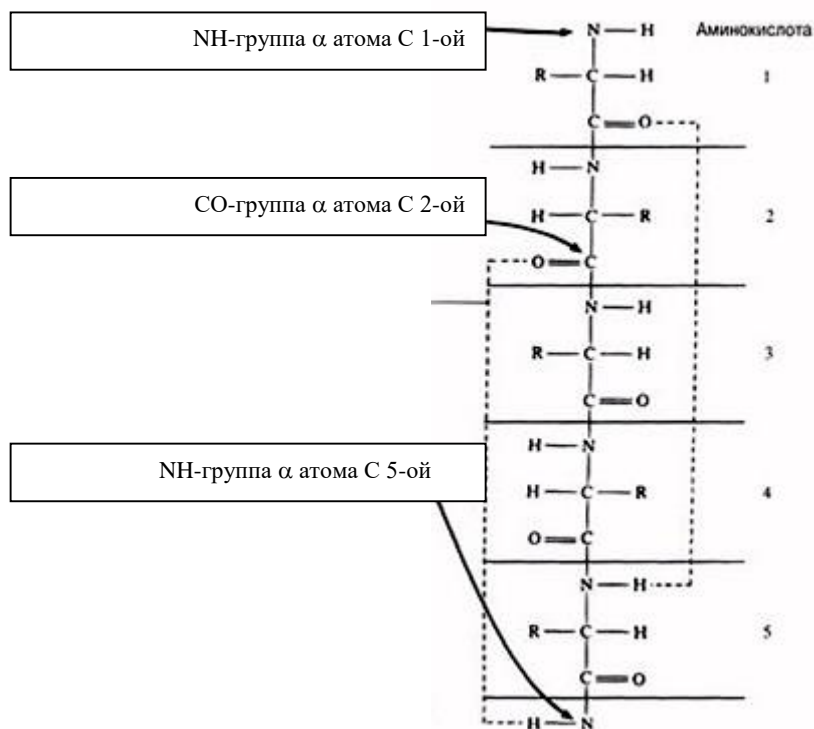 NH-группа α атома С 1-ой
N—H Аминокислота
R—C—H 1
C=O
H—N
CO-группа α атома С 2-ой
H—C—R 2
O=C
N—H
R—C—H 3
C=O
H—N
NH-группа α атома С 5-ой
H—C—R 4
O=C
N—H
R—C—H 5
C=O
H—N